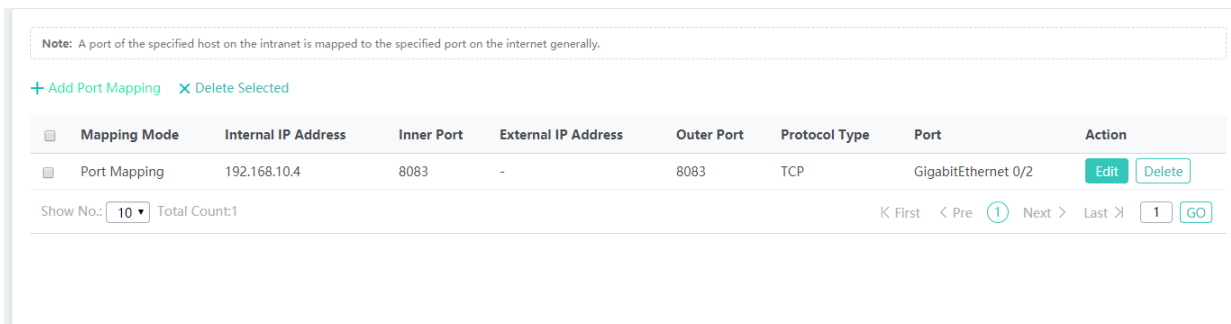 Note: A port of the specified host on the intranet is mapped to the specified port on the internet generally.
Add Port Mapping Delete Selected
Mapping Mode Internal IP Address Inner Port External IP Address Outer Port Protocol Type Port Action
Port Mapping 192.168.10.4 8083 - 8083 TCP GigabitEthernet 0/2 Edit Delete
Show No.: 10 Total Count:1 First < Pre 1 Next > Last 1 GO